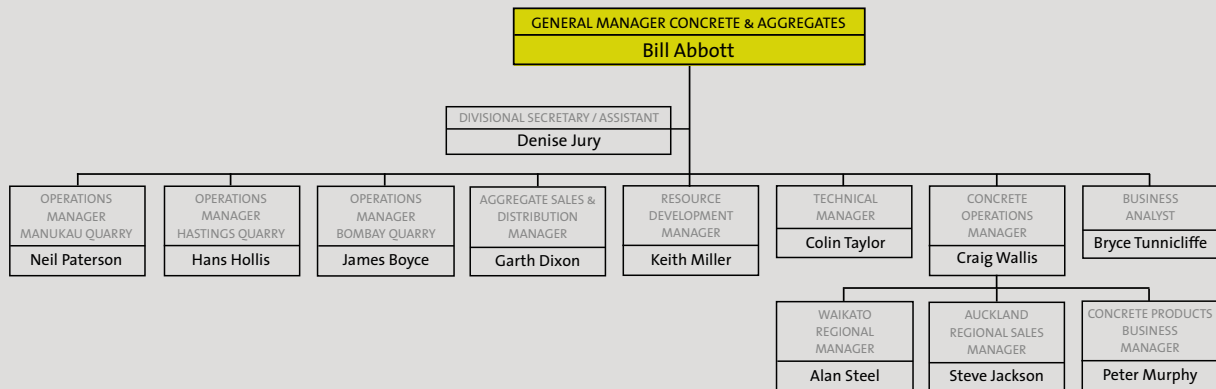 GENERAL MANAGER CONCRETE & AGGREGATES
Bill Abbott
DIVISIONAL SECRETARY / ASSISTANT
Denise Jury
OPERATIONS
MANAGER
MANUKAU QUARRY
Neil Paterson
OPERATIONS
MANAGER
HASTINGS QUARRY
Hans Hollis
OPERATIONS
MANAGER
BOMBAY QUARRY
James Boyce
AGGREGATE SALES &
DISTRIBUTION
MANAGER
Garth Dixon
RESOURCE
DEVELOPMENT
MANAGER
Keith Miller
TECHNICAL
MANAGER
Colin Taylor
CONCRETE
OPERATIONS
MANAGER
Craig Wallis
BUSINESS
ANALYST
Bryce Tunnicliffe
WAIKATO
REGIONAL
MANAGER
Alan Steel
AUCKLAND
REGIONAL SALES
MANAGER
Steve Jackson
CONCRETE PRODUCTS
BUSINESS
MANAGER
Peter Murphy